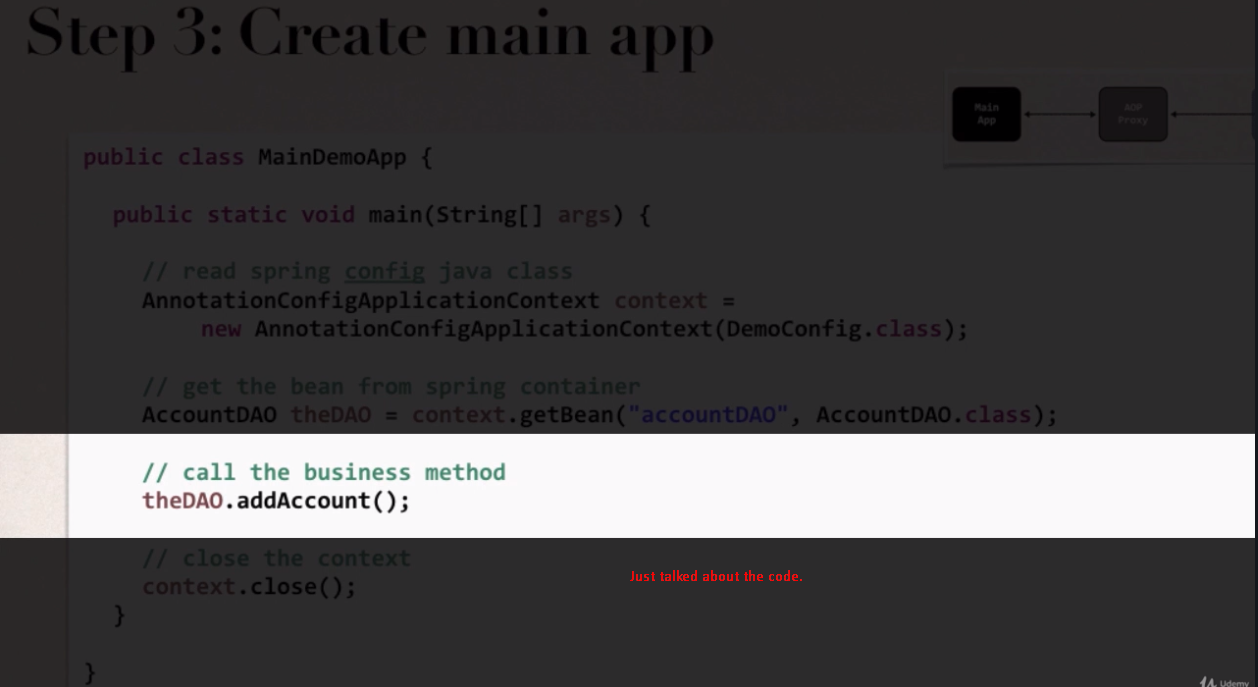 Step 3: Create main app
Main
App
AOP
Proxy
public class MainDemoApp {
public static void main(String[] args) {
// read spring config java class
AnnotationConfigApplicationContext context =
new AnnotationConfigApplicationContext(DemoConfig.class);
// get the bean from spring container
AccountDAO theDAO = context.getBean("accountDAO", AccountDAO.class);
// call the business method
theDAO.addAccount();
// close the context
context.close();
Just talked about the code.
}
}
Udemy